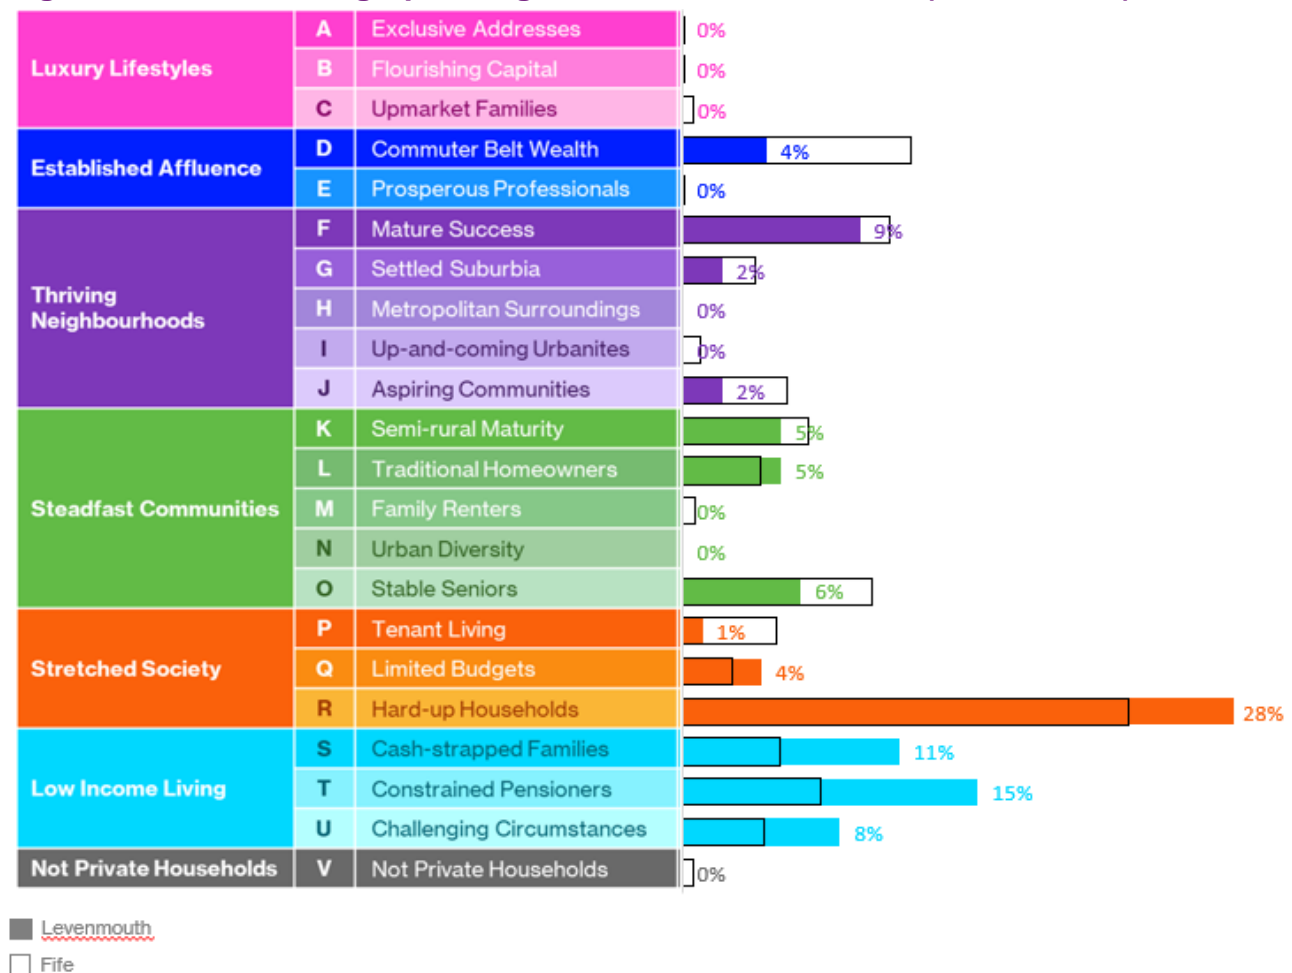 Luxury Lifestyles
A Exclusive Addresses 0%
B Flourishing Capital 0%
C Upmarket Families 0%
Established Affluence
D Commuter Belt Wealth 4%
E Prosperous Professionals 0%
Thriving
Neighbourhoods
F Mature Success 9%
G Settled Suburbia 2%
H Metropolitan Surroundings 0%
I Up-and-coming Urbanites 0%
J Aspiring Communities 2%
Steadfast Communities
K Semi-rural Maturity 5%
L Traditional Homeowners 5%
M Family Renters 0%
N Urban Diversity 0%
O Stable Seniors 6%
Stretched Society
P Tenant Living 1%
Q Limited Budgets 4%
R Hard-up Households 28%
Low Income Living
S Cash-strapped Families 11%
T Constrained Pensioners 15%
U Challenging Circumstances 8%
Not Private Households V Not Private Households 0%
Levenmouth
Fife